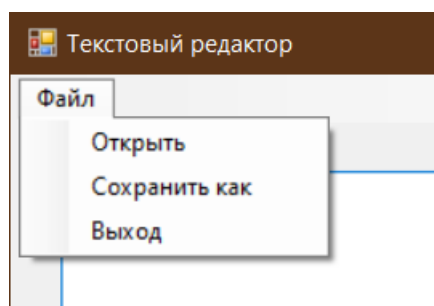 Текстовый редактор
Файл
Открыть
Сохранить как
Выход